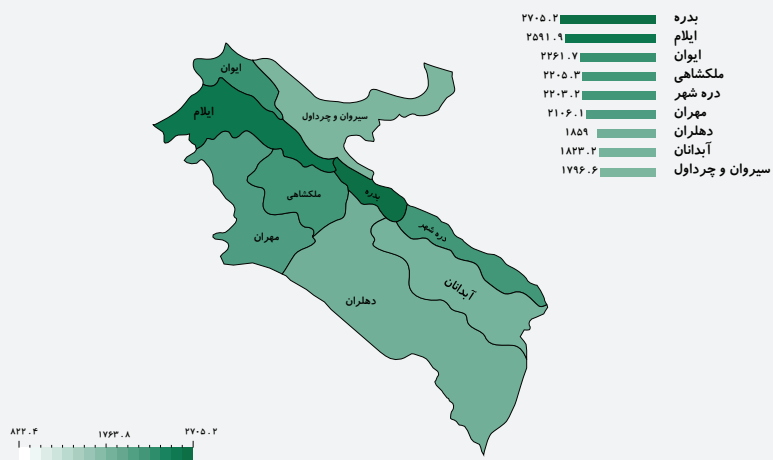 بدره ۲۷۰۵.۲
ایلام ۲۵۹۱.۹
ایوان ۲۲۶۱.۷
ملکشاهی ۲۲۰۵.۳
دره شهر ۲۲۰۳.۲
مهران ۲۱۰۶.۱
دهلران ۱۸۵۹
آبدانان ۱۸۲۳.۲
سیروان و چرداول ۱۷۹۶.۶
ایوان
ایلام
سیروان و چرداول
ملکشاهی
بدره
دره شهر
مهران
آبدانان
دهلران
۸۲۲.۴ ۱۷۶۳.۸ ۲۷۰۵.۲